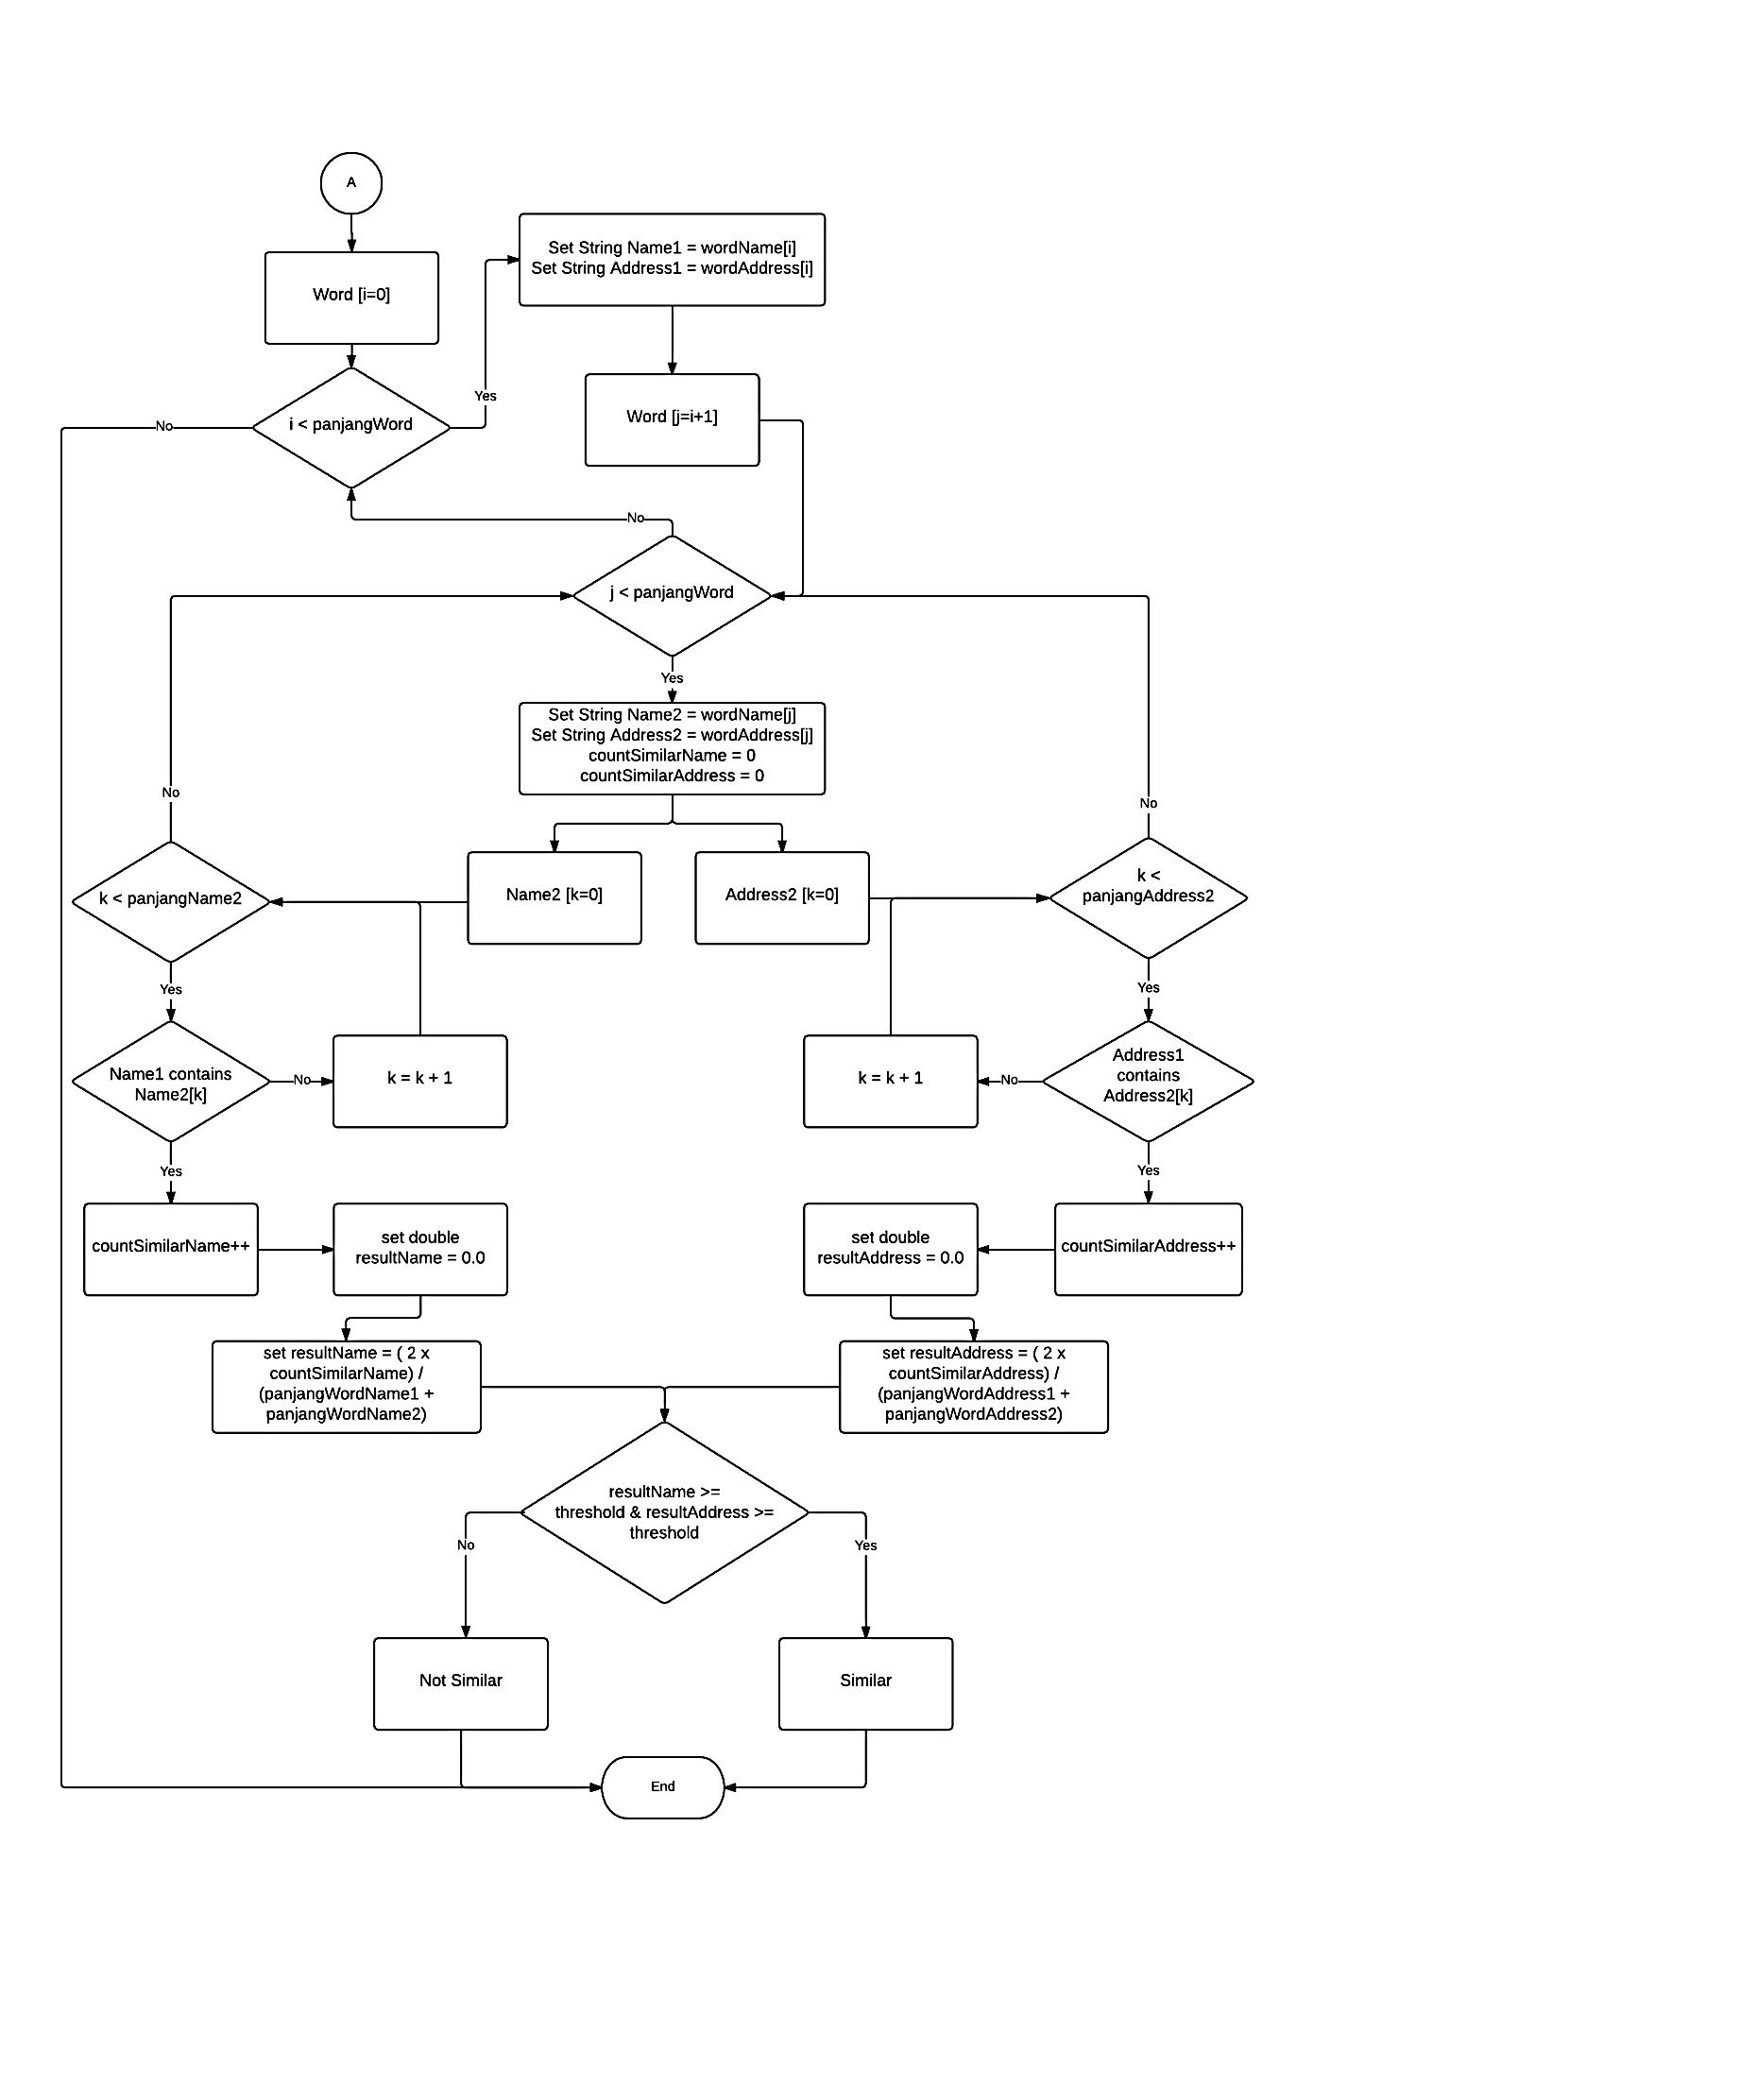 A
Word [i=0]
Set String Name1 = wordName[i]
Set String Address1 = wordAddress[i]
Yes
i < panjangWord
No
Word [j=i+1]
No
j < panjangWord
Yes
Set String Name2 = wordName[j]
Set String Address2 = wordAddress[j]
countSimilarName = 0
countSimilarAddress = 0
No
No
k < panjangName2
Name2 [k=0]
Address2 [k=0]
k <
panjangAddress2
Yes
Yes
Name1 contains
Name2[k]
No
k = k + 1
k = k + 1
No
Address1
contains
Address2[k]
Yes
Yes
countSimilarName++
set double
resultName = 0.0
set double
resultAddress = 0.0
countSimilarAddress++
set resultName = ( 2 x
countSimilarName) /
(panjangWordName1 +
panjangWordName2)
set resultAddress = ( 2 x
countSimilarAddress) /
(panjangWordAddress1 +
panjangWordAddress2)
resultName >=
threshold & resultAddress >=
threshold
No
Yes
Not Similar
Similar
End